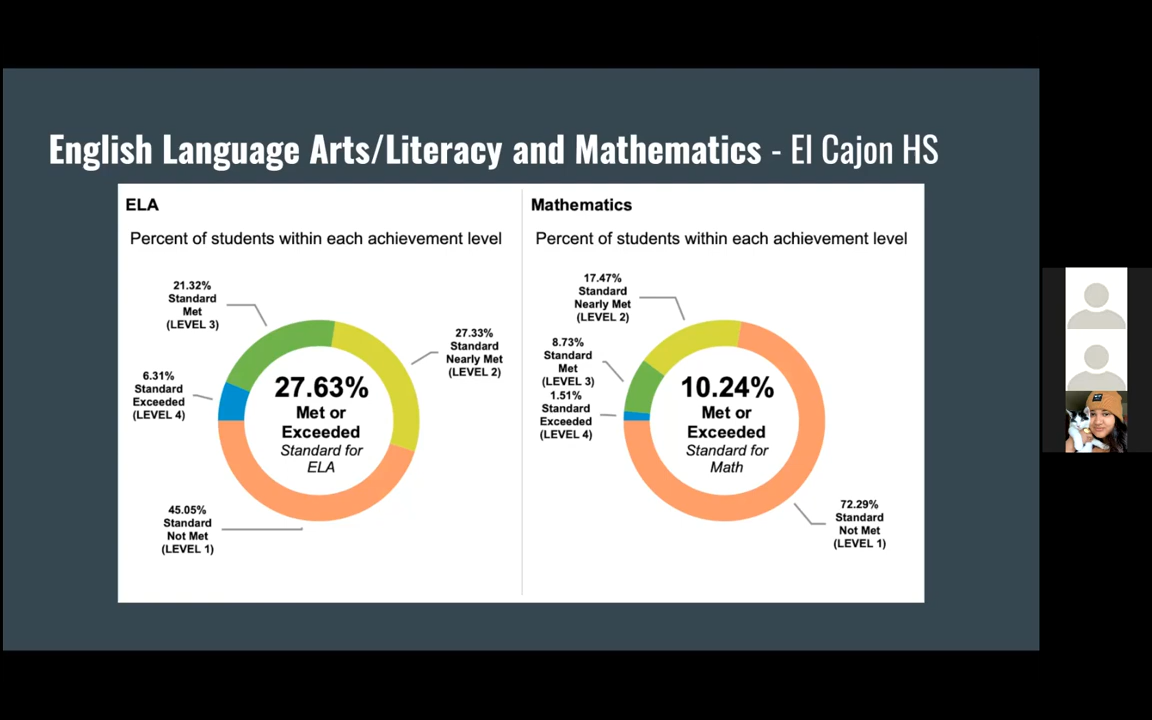 English Language Arts/Literacy and Mathematics - El Cajon HS
ELA
Percent of students within each achievement level
21.32%
Standard
Met
(LEVEL 3)
27.33%
Standard
Nearly Met
(LEVEL 2)
6.31%
Standard
Exceeded
(LEVEL 4)
27.63%
Met or
Exceeded
Standard for
ELA
45.05%
Standard
Not Met
(LEVEL 1)
Mathematics
Percent of students within each achievement level
17.47%
Standard
Nearly Met
(LEVEL 2)
8.73%
Standard
Met
(LEVEL 3)
1.51%
Standard
Exceeded
(LEVEL 4)
10.24%
Met or
Exceeded
Standard for
Math
72.29%
Standard
Not Met
(LEVEL 1)